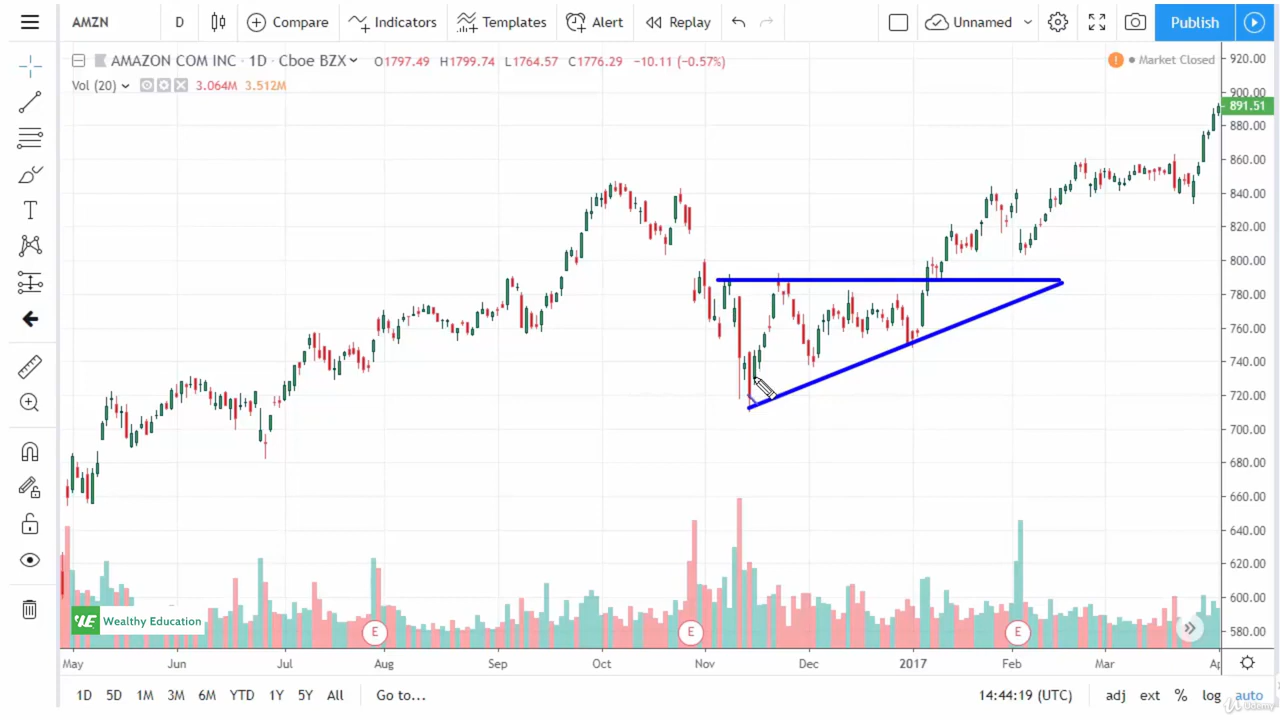 AMZN D Compare Indicators Templates Alert Replay Unnamed Publish
AMAZON COM INC · 1D · Cboe BZX O1797.49 H1799.74 L1764.57 C1776.29 −10.11 (−0.57%) ! Market Closed
Vol (20) 3.064M 3.512M
920.00
900.00
891.51
880.00
860.00
840.00
820.00
800.00
780.00
760.00
740.00
720.00
700.00
680.00
660.00
640.00
620.00
600.00
580.00
T
UE Wealthy Education
E E E
May Jun Jul Aug Sep Oct Nov Dec 2017 Feb Mar Ap
1D 5D 1M 3M 6M YTD 1Y 5Y All Go to... 14:44:19 (UTC) adj ext % log auto
Udemy